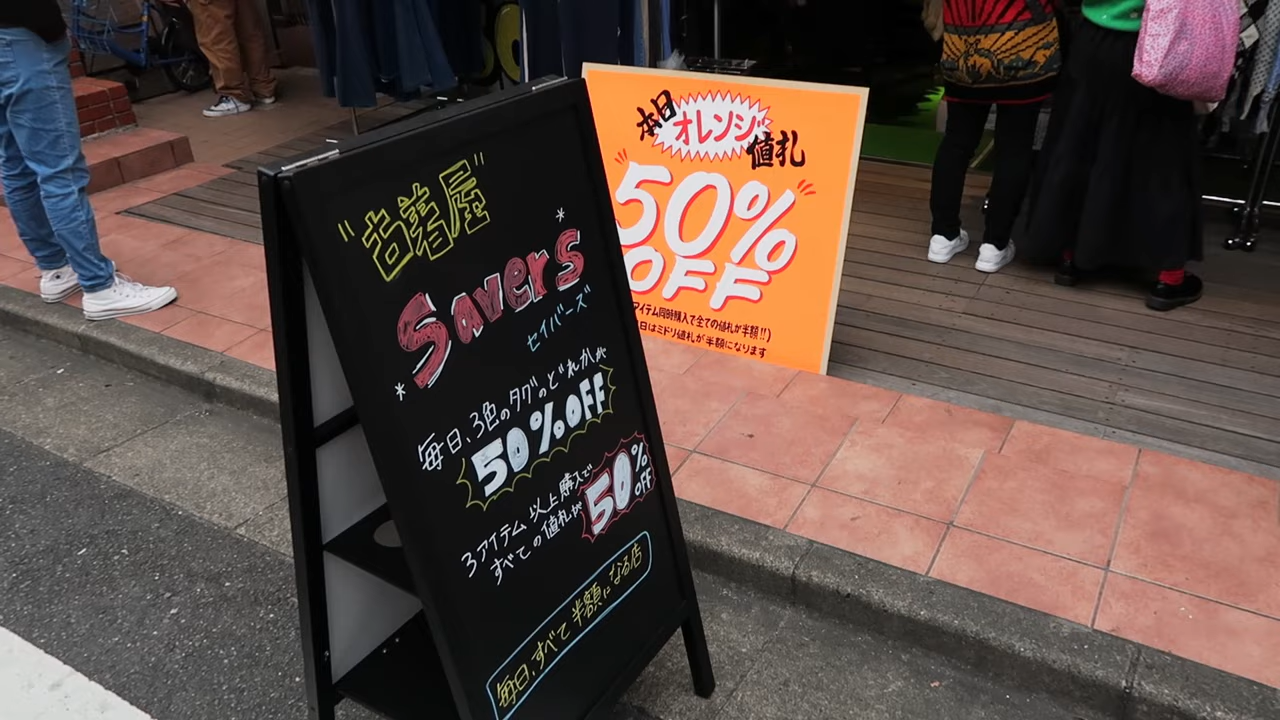 "古着屋"
Savers
セイバーズ
毎日、3色のタグのどれかが
50%OFF
3アイテム以上購入で
すべての値札が
50%
OFF
毎日、すべて半額になる店
本日
オレンジ
値札
50%
OFF
アイテム同時購入で全ての値札が半額!!)
日はミドリ値札が半額になります